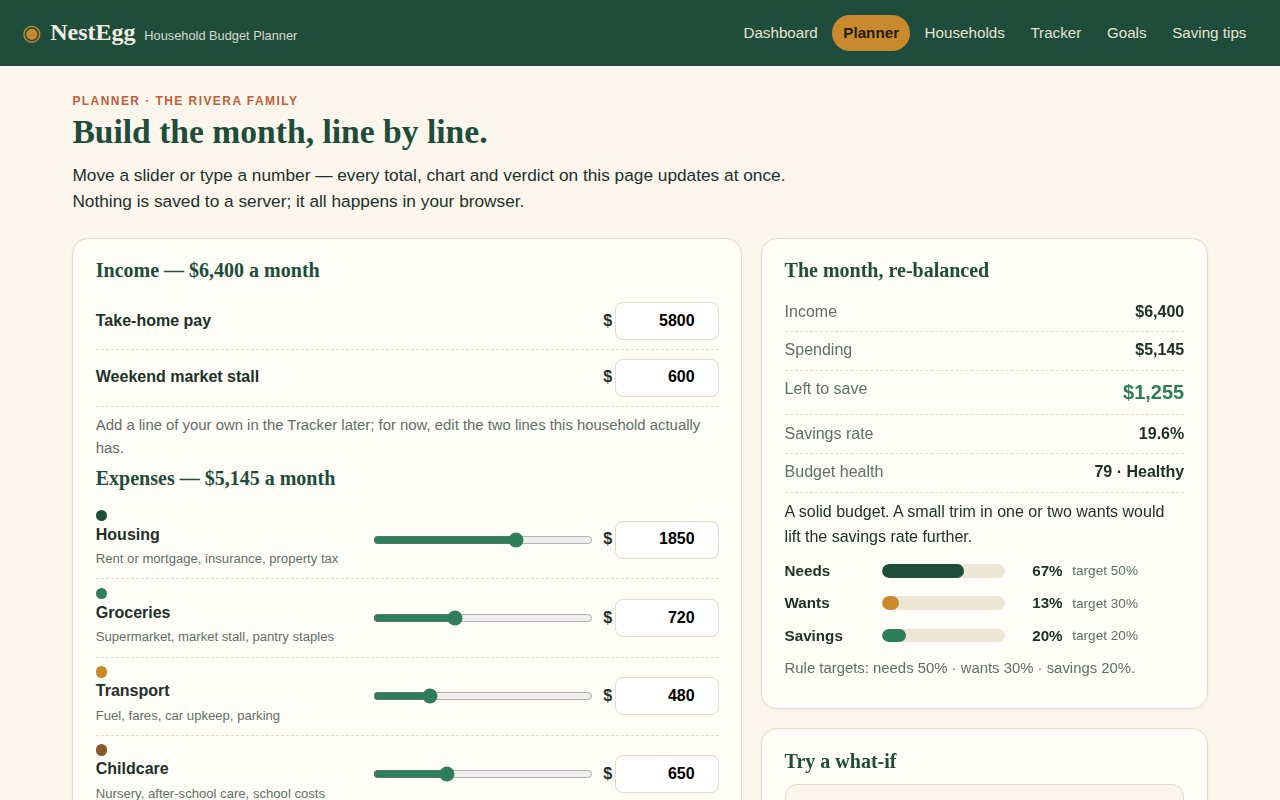 ◉ NestEgg Household Budget Planner
Dashboard Planner Households Tracker Goals Saving tips
PLANNER · THE RIVERA FAMILY
Build the month, line by line.
Move a slider or type a number — every total, chart and verdict on this page updates at once.
Nothing is saved to a server; it all happens in your browser.
Income — $6,400 a month
Take-home pay $ 5800
Weekend market stall $ 600
Add a line of your own in the Tracker later; for now, edit the two lines this household actually
has.
Expenses — $5,145 a month
Housing $ 1850
Rent or mortgage, insurance, property tax
Groceries $ 720
Supermarket, market stall, pantry staples
Transport $ 480
Fuel, fares, car upkeep, parking
Childcare $ 650
Nursery, after-school care, school costs
The month, re-balanced
Income $6,400
Spending $5,145
Left to save $1,255
Savings rate 19.6%
Budget health 79 · Healthy
A solid budget. A small trim in one or two wants would
lift the savings rate further.
Needs 67% target 50%
Wants 13% target 30%
Savings 20% target 20%
Rule targets: needs 50% · wants 30% · savings 20%.
Try a what-if